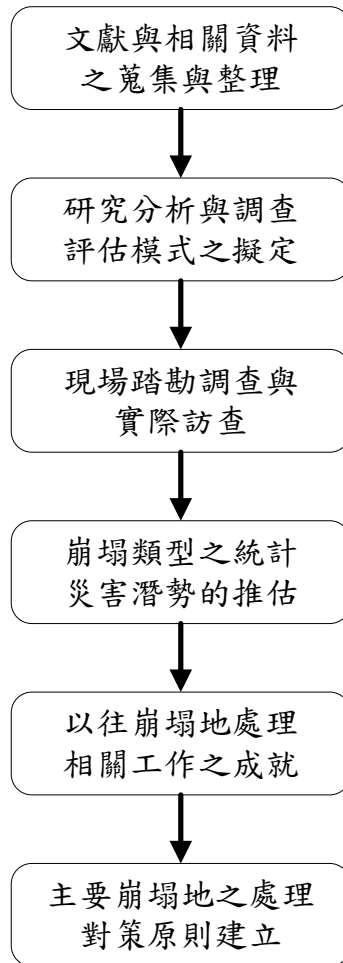 文獻與相關資料
之蒐集與整理
研究分析與調查
評估模式之擬定
現場踏勘調查與
實際訪查
崩塌類型之統計
災害潛勢的推估
以往崩塌地處理
相關工作之成就
主要崩塌地之處理
對策原則建立